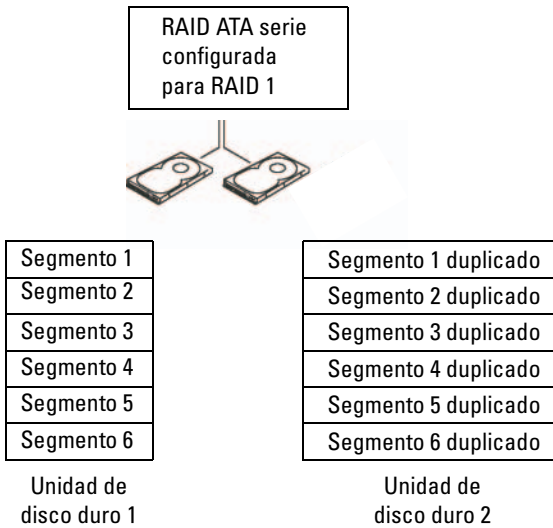 RAID ATA serie
configurada
para RAID 1
Segmento 1
Segmento 2
Segmento 3
Segmento 4
Segmento 5
Segmento 6
Unidad de
disco duro 1
Segmento 1 duplicado
Segmento 2 duplicado
Segmento 3 duplicado
Segmento 4 duplicado
Segmento 5 duplicado
Segmento 6 duplicado
Unidad de
disco duro 2